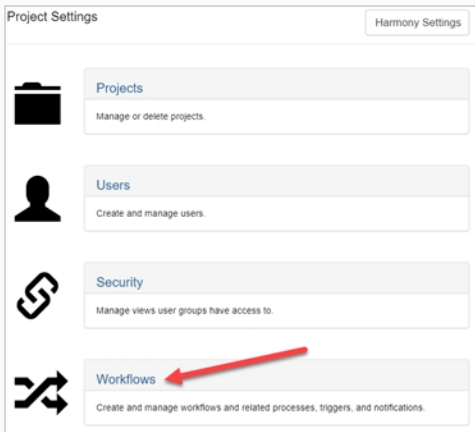 Project Settings
Harmony Settings
Projects
Manage or delete projects.
Users
Create and manage users.
Security
Manage views user groups have access to.
Workflows
Create and manage workflows and related processes, triggers, and notifications.